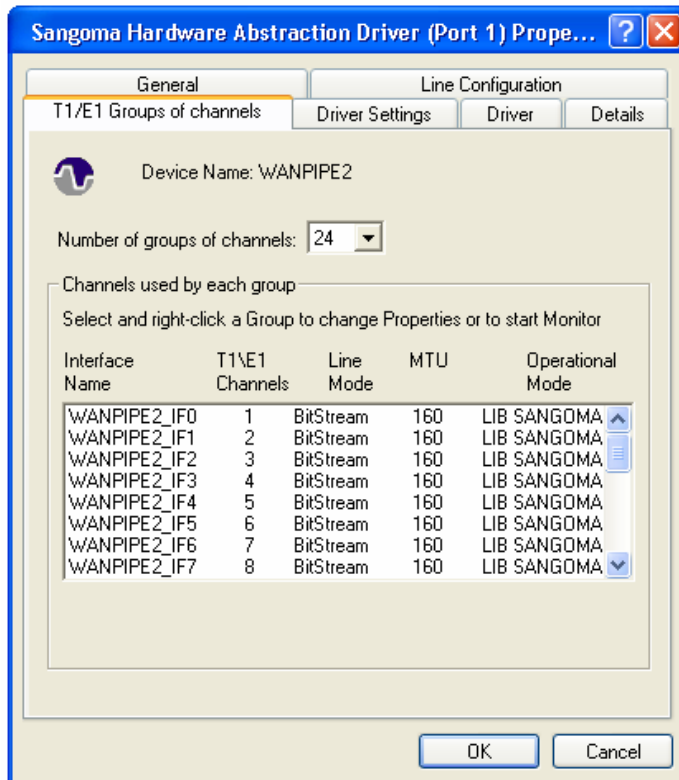 Sangoma Hardware Abstraction Driver (Port 1) Prope...
General Line Configuration
T1/E1 Groups of channels Driver Settings Driver Details
Device Name: WANPIPE2
Number of groups of channels: 24
Channels used by each group
Select and right-click a Group to change Properties or to start Monitor
Interface T1\E1 Line MTU Operational
Name Channels Mode Mode
WANPIPE2_IF0 1 BitStream 160 LIB SANGOMA
WANPIPE2_IF1 2 BitStream 160 LIB SANGOMA
WANPIPE2_IF2 3 BitStream 160 LIB SANGOMA
WANPIPE2_IF3 4 BitStream 160 LIB SANGOMA
WANPIPE2_IF4 5 BitStream 160 LIB SANGOMA
WANPIPE2_IF5 6 BitStream 160 LIB SANGOMA
WANPIPE2_IF6 7 BitStream 160 LIB SANGOMA
WANPIPE2_IF7 8 BitStream 160 LIB SANGOMA
OK Cancel